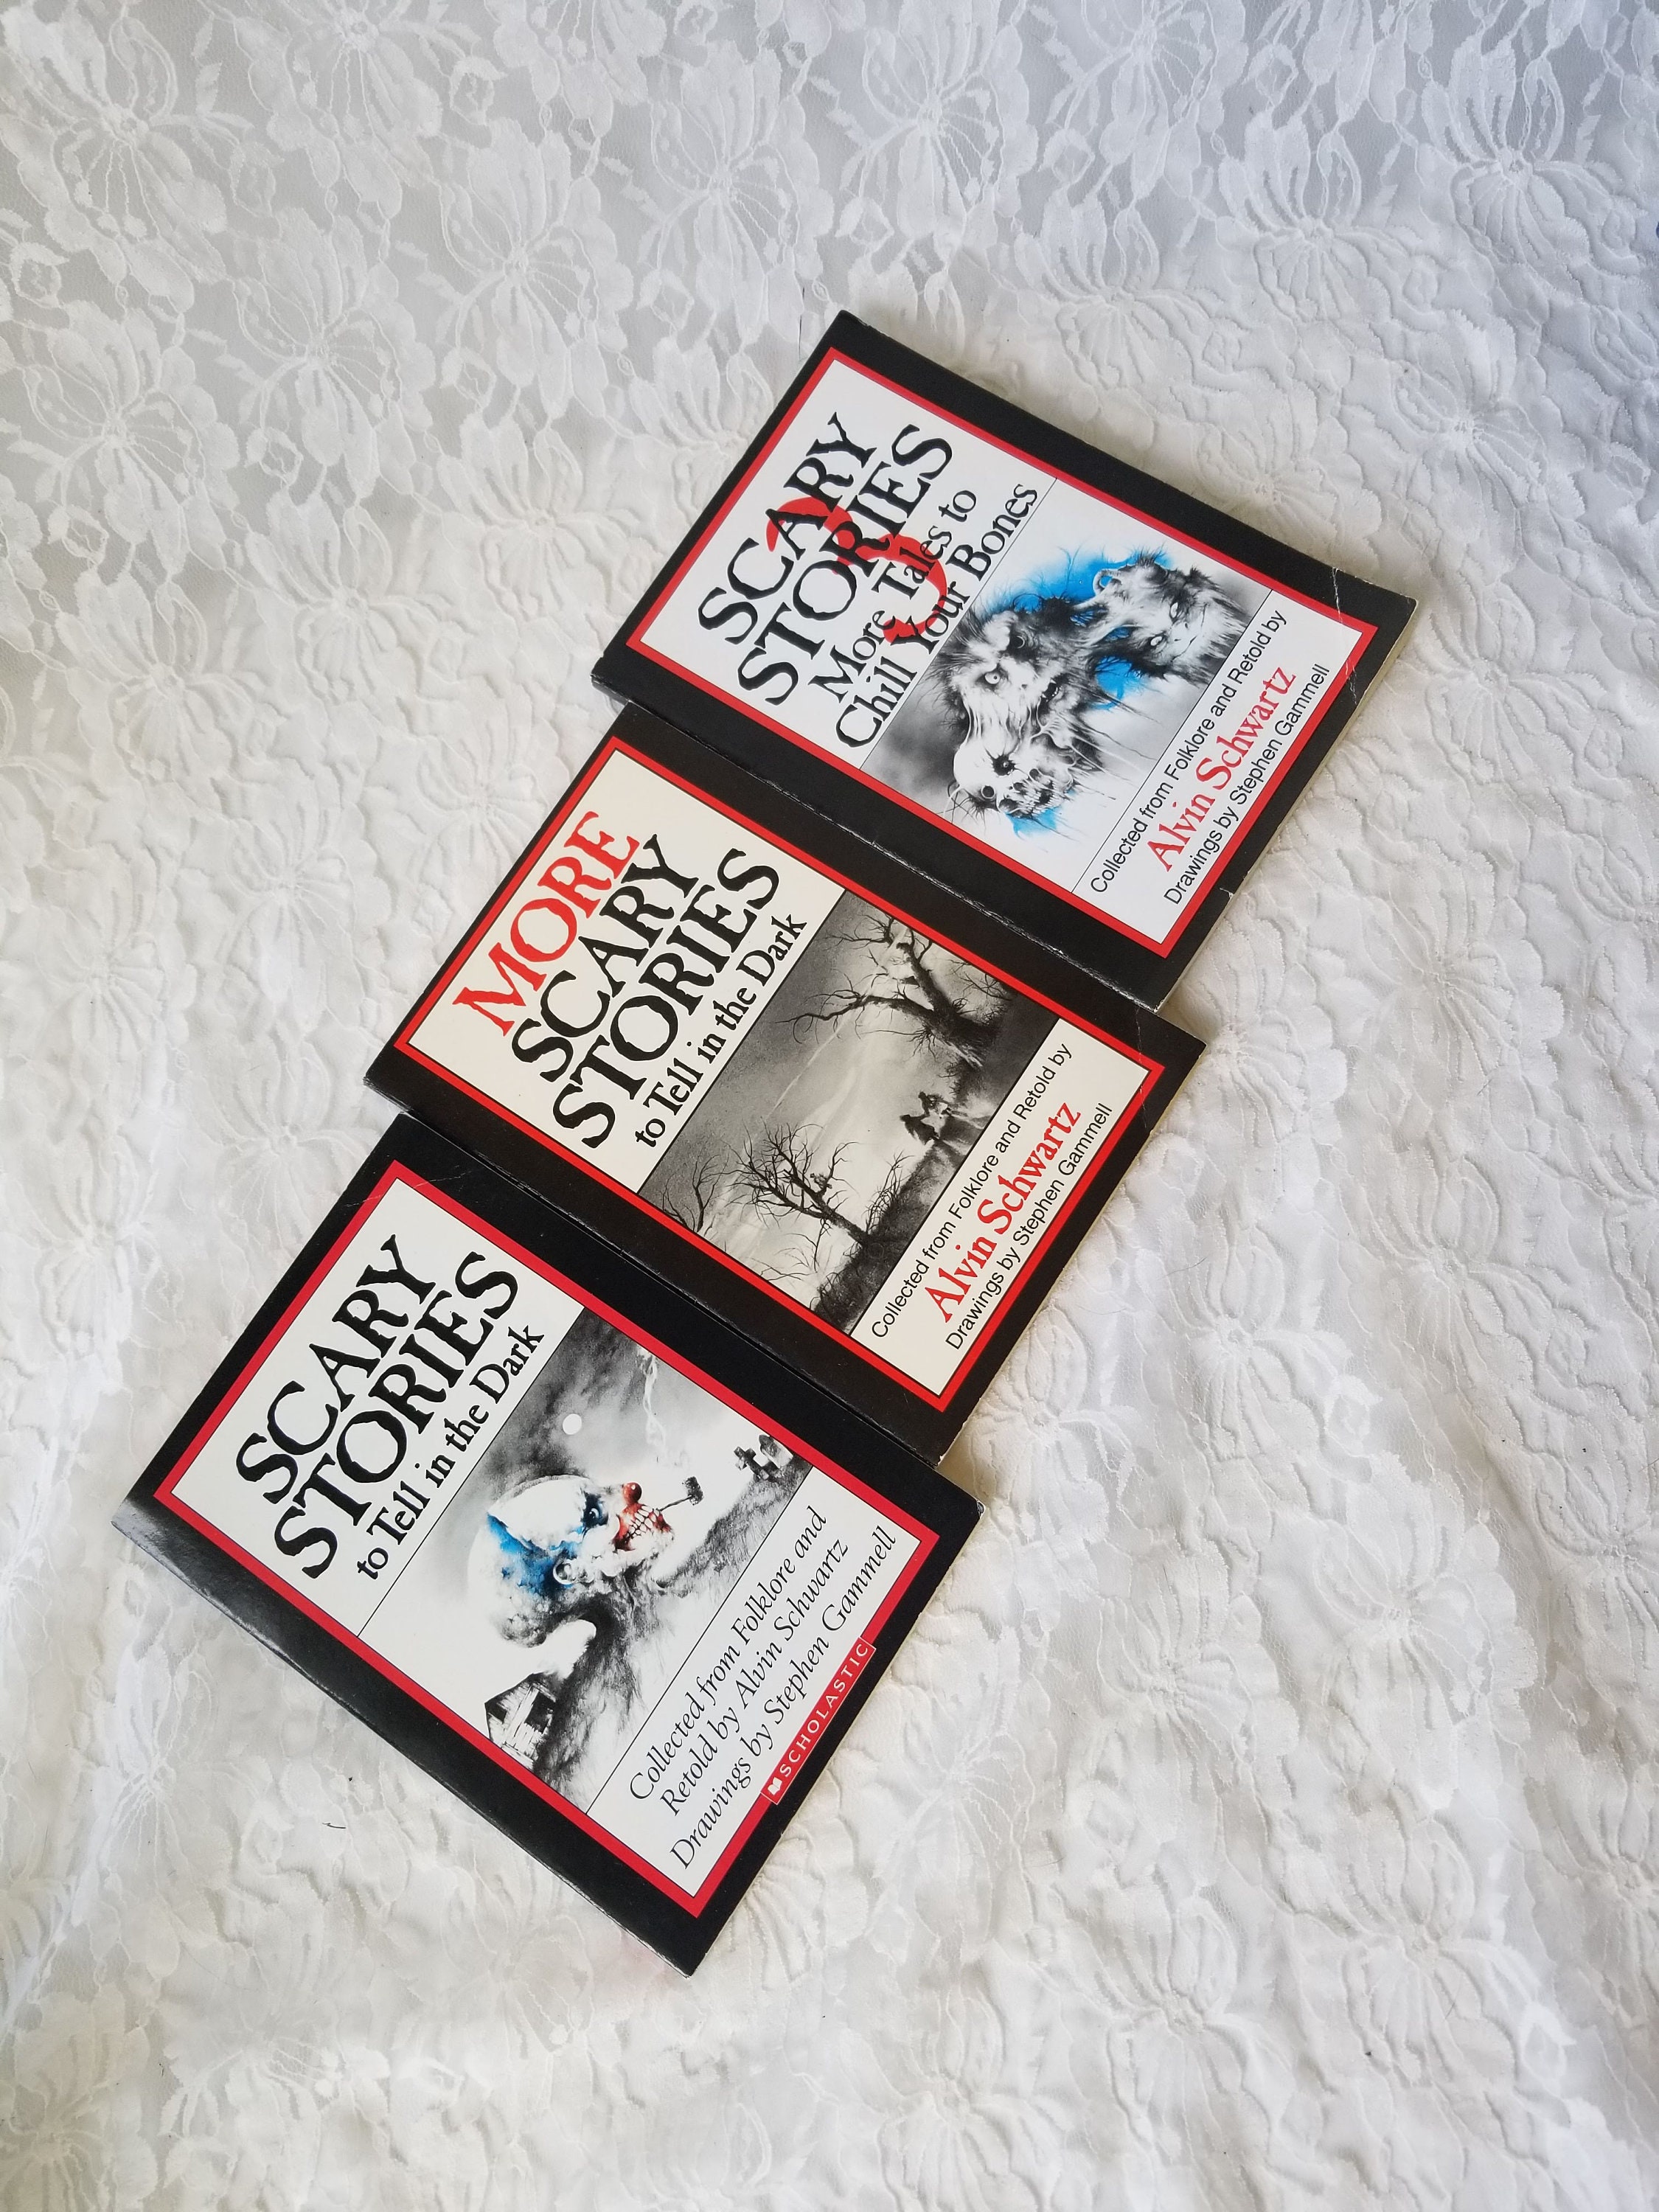 SCARY
STORIES
3
More Tales to
Chill Your Bones
Collected from Folklore and Retold by
Alvin Schwartz
Drawings by Stephen Gammell
MORE
SCARY
STORIES
to Tell in the Dark
Collected from Folklore and Retold by
Alvin Schwartz
Drawings by Stephen Gammell
SCARY
STORIES
to Tell in the Dark
Collected from Folklore and
Retold by Alvin Schwartz
Drawings by Stephen Gammell
SCHOLASTIC